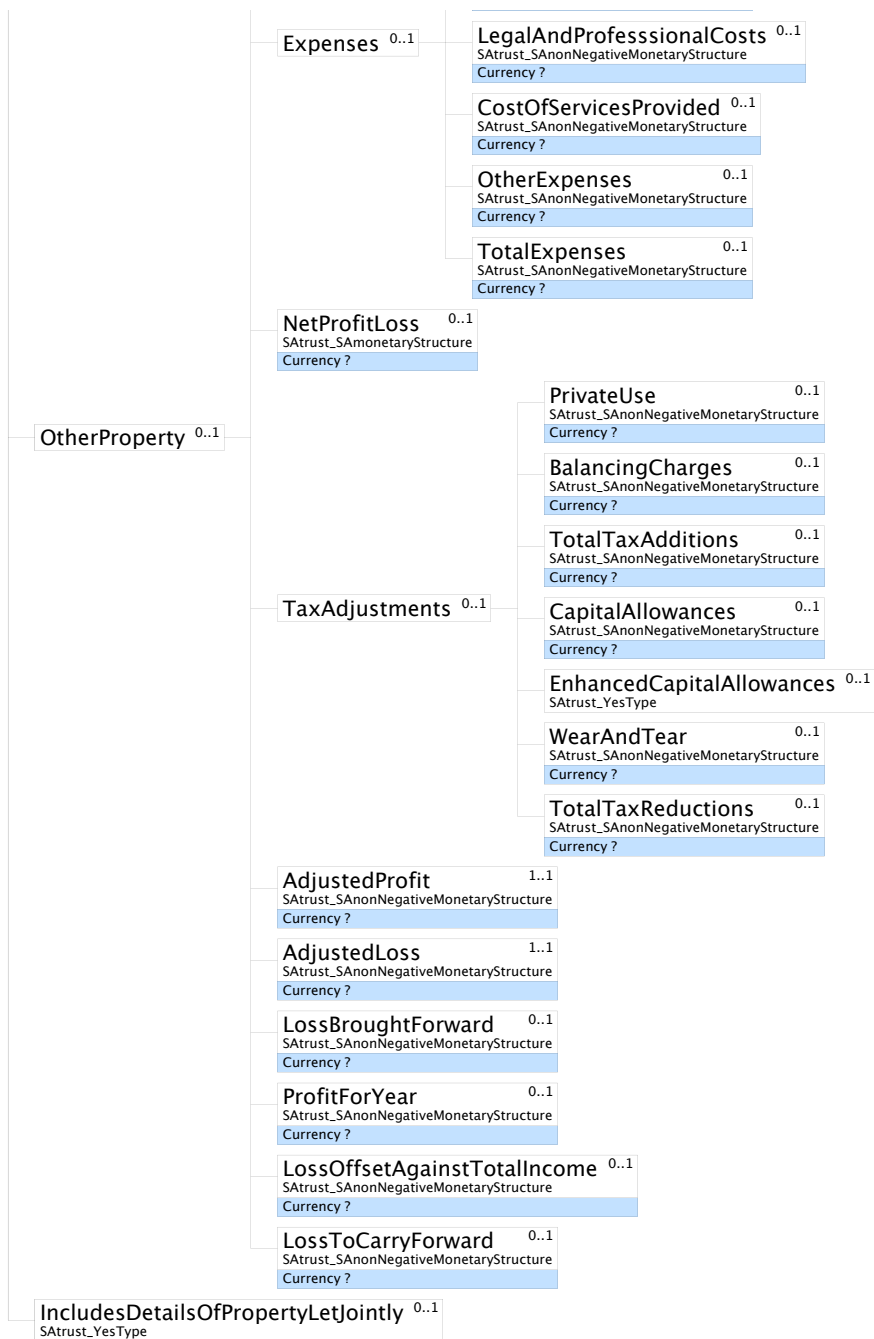 Expenses 0..1
LegalAndProfesssionalCosts 0..1
SAtrust_SAnonNegativeMonetaryStructure
Currency ?
CostOfServicesProvided 0..1
SAtrust_SAnonNegativeMonetaryStructure
Currency ?
OtherExpenses 0..1
SAtrust_SAnonNegativeMonetaryStructure
Currency ?
TotalExpenses 0..1
SAtrust_SAnonNegativeMonetaryStructure
Currency ?
NetProfitLoss 0..1
SAtrust_SAmonetaryStructure
Currency ?
OtherProperty 0..1
PrivateUse 0..1
SAtrust_SAnonNegativeMonetaryStructure
Currency ?
BalancingCharges 0..1
SAtrust_SAnonNegativeMonetaryStructure
Currency ?
TotalTaxAdditions 0..1
SAtrust_SAnonNegativeMonetaryStructure
Currency ?
TaxAdjustments 0..1
CapitalAllowances 0..1
SAtrust_SAnonNegativeMonetaryStructure
Currency ?
EnhancedCapitalAllowances 0..1
SAtrust_YesType
WearAndTear 0..1
SAtrust_SAnonNegativeMonetaryStructure
Currency ?
TotalTaxReductions 0..1
SAtrust_SAnonNegativeMonetaryStructure
Currency ?
AdjustedProfit 1..1
SAtrust_SAnonNegativeMonetaryStructure
Currency ?
AdjustedLoss 1..1
SAtrust_SAnonNegativeMonetaryStructure
Currency ?
LossBroughtForward 0..1
SAtrust_SAnonNegativeMonetaryStructure
Currency ?
ProfitForYear 0..1
SAtrust_SAnonNegativeMonetaryStructure
Currency ?
LossOffsetAgainstTotalIncome 0..1
SAtrust_SAnonNegativeMonetaryStructure
Currency ?
LossToCarryForward 0..1
SAtrust_SAnonNegativeMonetaryStructure
Currency ?
IncludesDetailsOfPropertyLetJointly 0..1
SAtrust_YesType